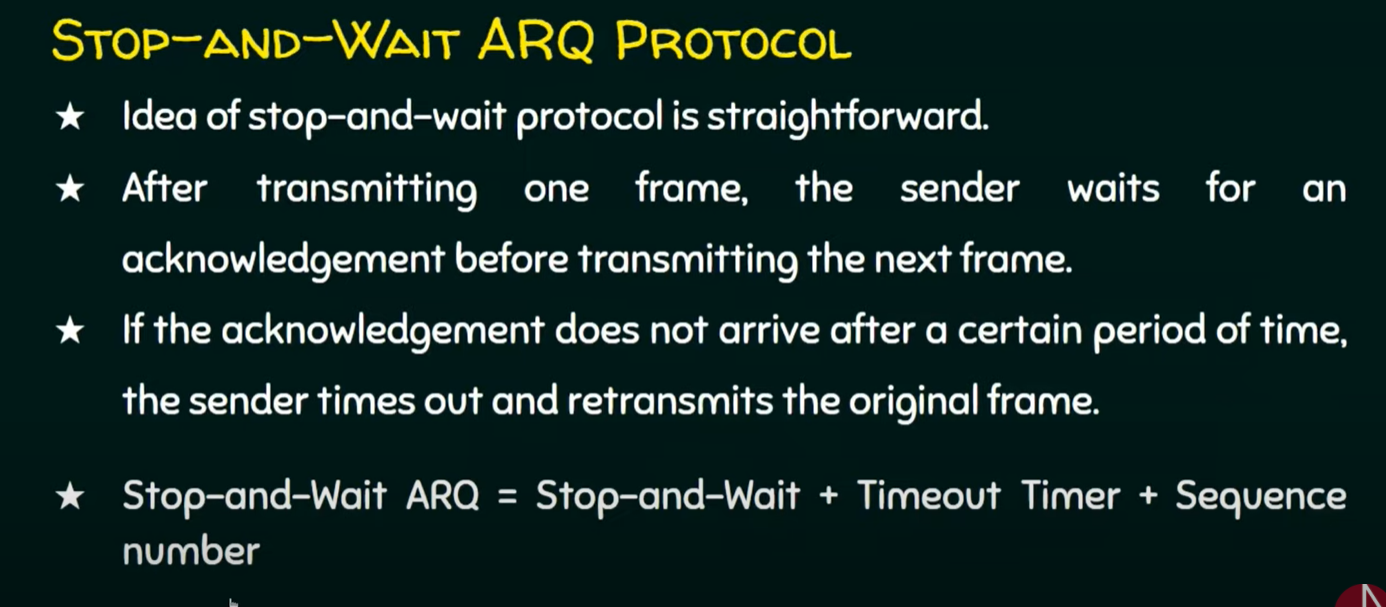 STOP-AND-WAIT ARQ PROTOCOL
★ Idea of stop-and-wait protocol is straightforward.
★ After transmitting one frame, the sender waits for an
acknowledgement before transmitting the next frame.
★ If the acknowledgement does not arrive after a certain period of time,
the sender times out and retransmits the original frame.
★ Stop-and-Wait ARQ = Stop-and-Wait + Timeout Timer + Sequence
number